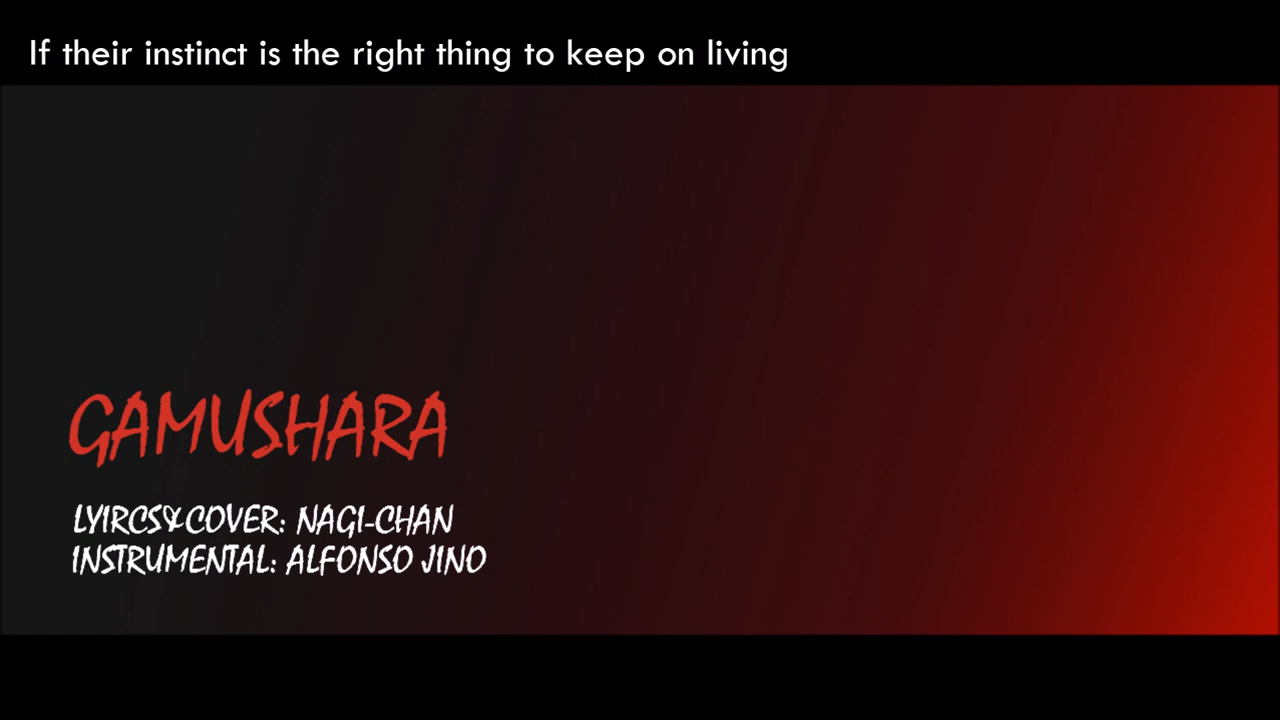 If their instinct is the right thing to keep on living
GAMUSHARA
LYIRCS&COVER: NAGI-CHAN
INSTRUMENTAL: ALFONSO JINO